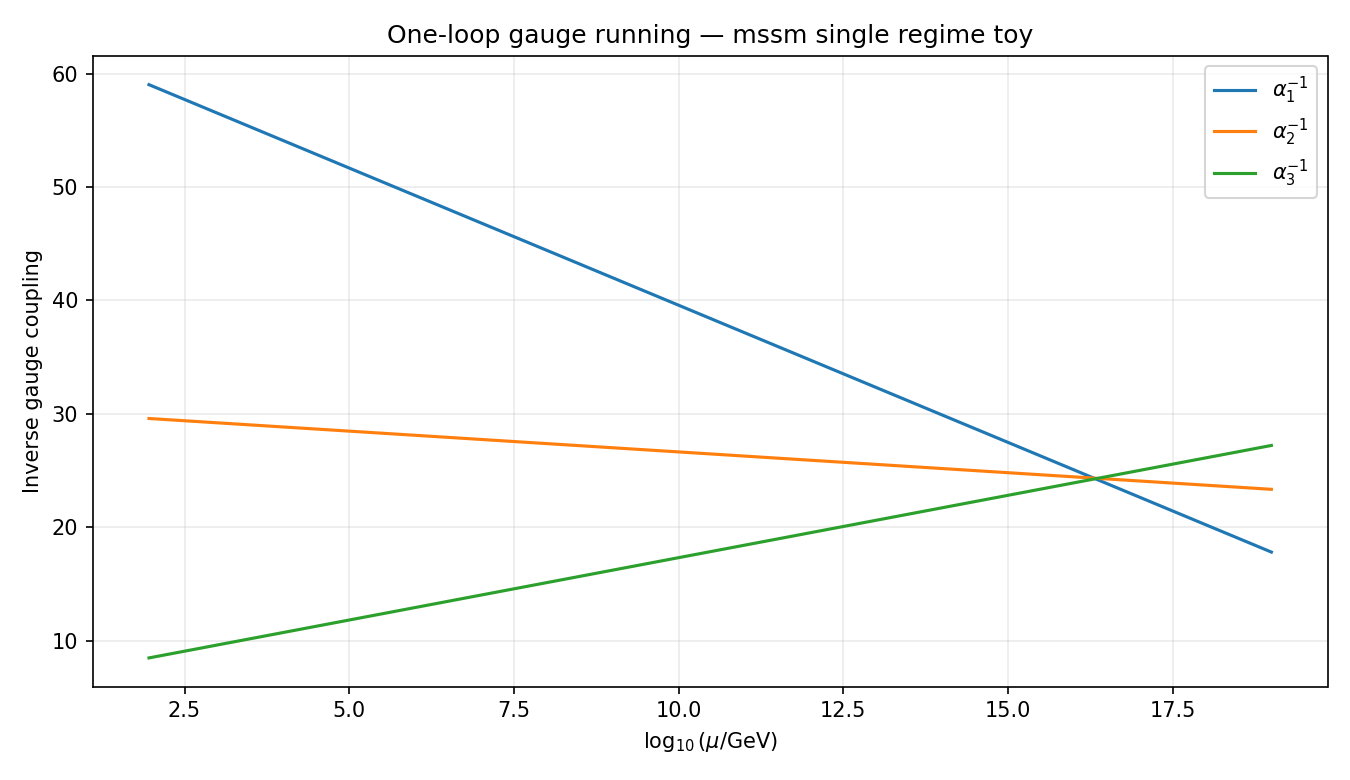 One-loop gauge running — mssm single regime toy
α₁⁻¹
α₂⁻¹
α₃⁻¹
Inverse gauge coupling
60
50
40
30
20
10
2.5 5.0 7.5 10.0 12.5 15.0 17.5
log₁₀(μ/GeV)